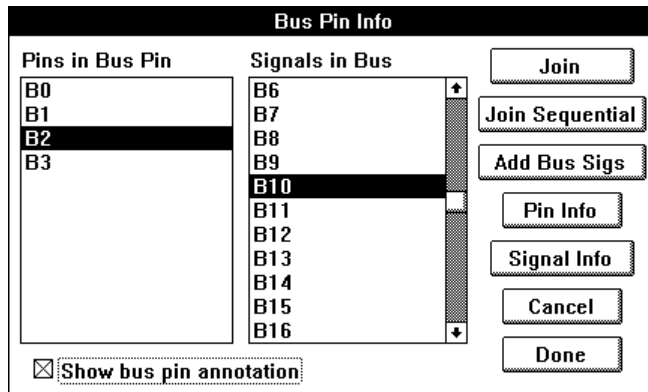 Bus Pin Info
Pins in Bus Pin
B0
B1
B2
B3
Signals in Bus
B6
B7
B8
B9
B10
B11
B12
B13
B14
B15
B16
Join
Join Sequential
Add Bus Sigs
Pin Info
Signal Info
Cancel
Done
Show bus pin annotation